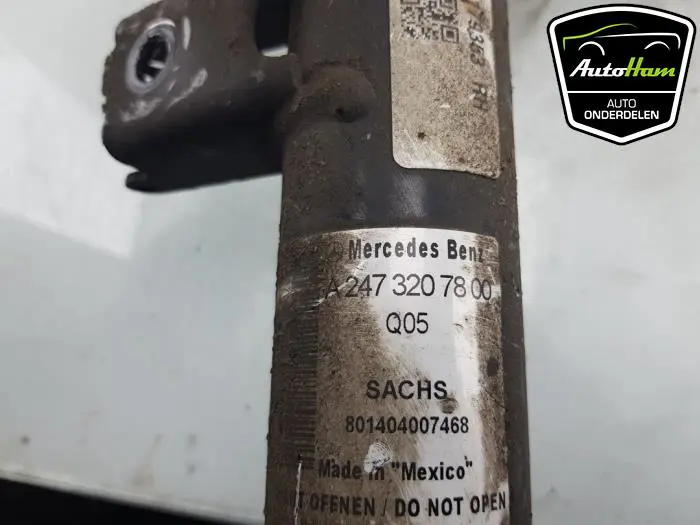 AutoHam
AUTO
ONDERDELEN
RH
Mercedes Benz
A 247 320 78 00
Q05
SACHS
801404007468
Made in "Mexico"
OFENEN / DO NOT OPEN